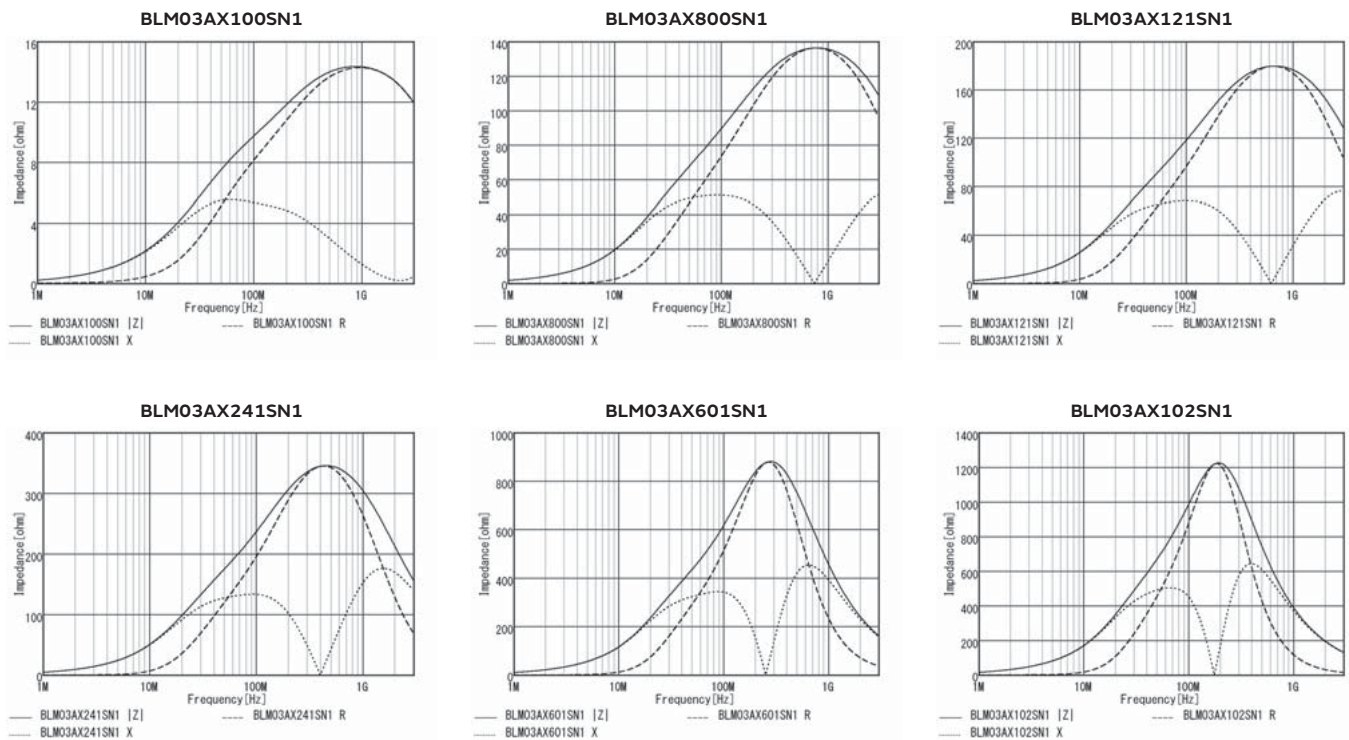 BLM03AX100SN1
16
12
8
4
0
Impedance[ohm]
1M 10M 100M 1G
Frequency[Hz]
BLM03AX100SN1 |Z| BLM03AX100SN1 R
BLM03AX100SN1 X
BLM03AX800SN1
140
120
100
80
60
40
20
0
Impedance[ohm]
1M 10M 100M 1G
Frequency[Hz]
BLM03AX800SN1 |Z| BLM03AX800SN1 R
BLM03AX800SN1 X
BLM03AX121SN1
200
160
120
80
40
0
Impedance[ohm]
1M 10M 100M 1G
Frequency[Hz]
BLM03AX121SN1 |Z| BLM03AX121SN1 R
BLM03AX121SN1 X
BLM03AX241SN1
400
300
200
100
0
Impedance[ohm]
1M 10M 100M 1G
Frequency[Hz]
BLM03AX241SN1 |Z| BLM03AX241SN1 R
BLM03AX241SN1 X
BLM03AX601SN1
1000
800
600
400
200
0
Impedance[ohm]
1M 10M 100M 1G
Frequency[Hz]
BLM03AX601SN1 |Z| BLM03AX601SN1 R
BLM03AX601SN1 X
BLM03AX102SN1
1400
1200
1000
800
600
400
200
0
Impedance[ohm]
1M 10M 100M 1G
Frequency[Hz]
BLM03AX102SN1 |Z| BLM03AX102SN1 R
BLM03AX102SN1 X